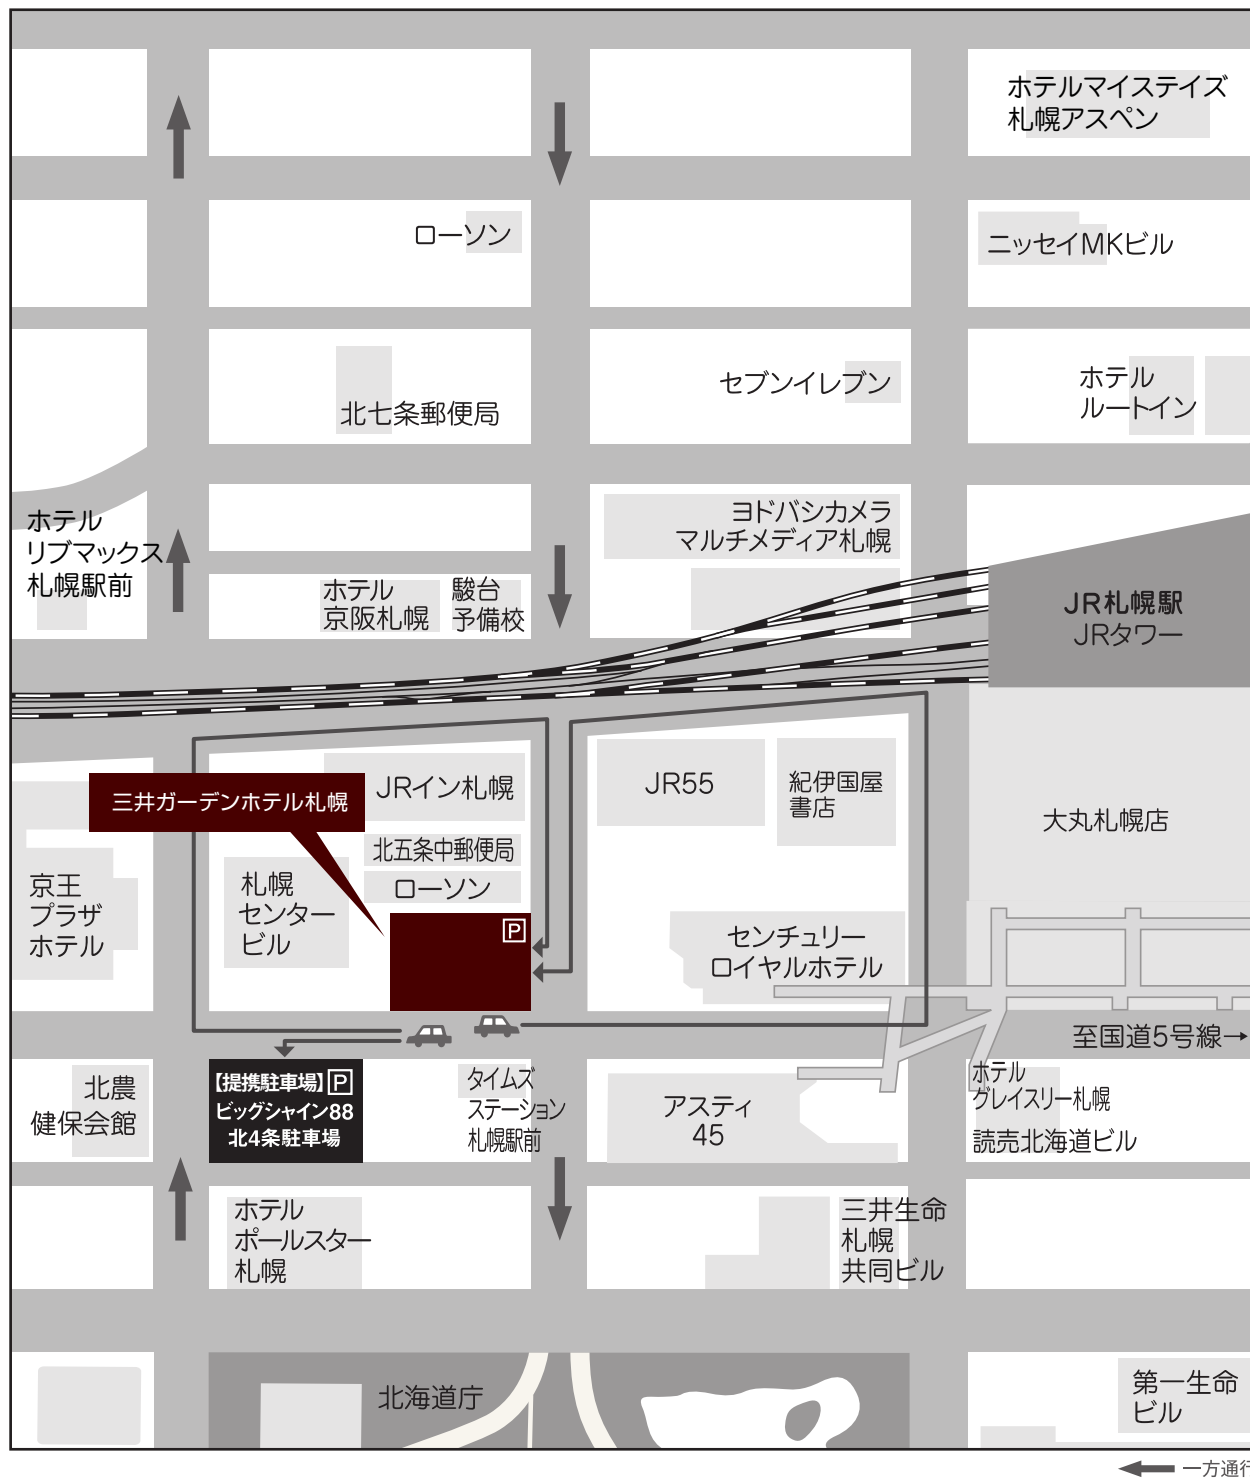 ホテルマイステイズ
札幌アスペン
ローソン
ニッセイMKビル
北七条郵便局
セブンイレブン
ホテル
ルートイン
ホテル
リブマックス
札幌駅前
ホテル
京阪札幌
駿台
予備校
ヨドバシカメラ
マルチメディア札幌
JR札幌駅
JRタワー
三井ガーデンホテル札幌
JRイン札幌
JR55
紀伊国屋
書店
大丸札幌店
北五条中郵便局
ローソン
京王
プラザ
ホテル
札幌
センター
ビル
P
センチュリー
ロイヤルホテル
至国道5号線→
北農
健保会館
【提携駐車場】P
ビッグシャイン88
北4条駐車場
タイムズ
ステーション
札幌駅前
アスティ
45
ホテル
グレイスリー札幌
読売北海道ビル
ホテル
ポールスター
札幌
三井生命
札幌
共同ビル
北海道庁
第一生命
ビル
一方通行